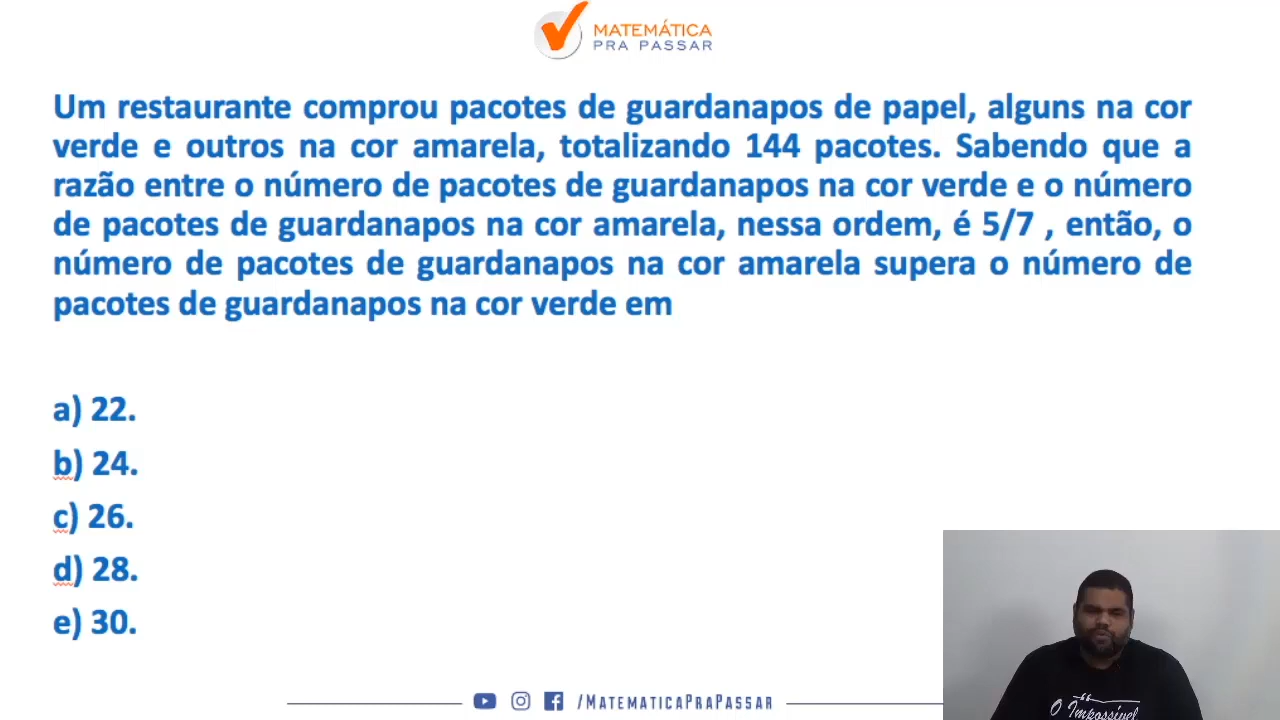 MATEMÁTICA
PRA PASSAR
Um restaurante comprou pacotes de guardanapos de papel, alguns na cor
verde e outros na cor amarela, totalizando 144 pacotes. Sabendo que a
razão entre o número de pacotes de guardanapos na cor verde e o número
de pacotes de guardanapos na cor amarela, nessa ordem, é 5/7 , então, o
número de pacotes de guardanapos na cor amarela supera o número de
pacotes de guardanapos na cor verde em
a) 22.
b) 24.
c) 26.
d) 28.
e) 30.
O Impossível
/MATEMATICAPRAPASSAR